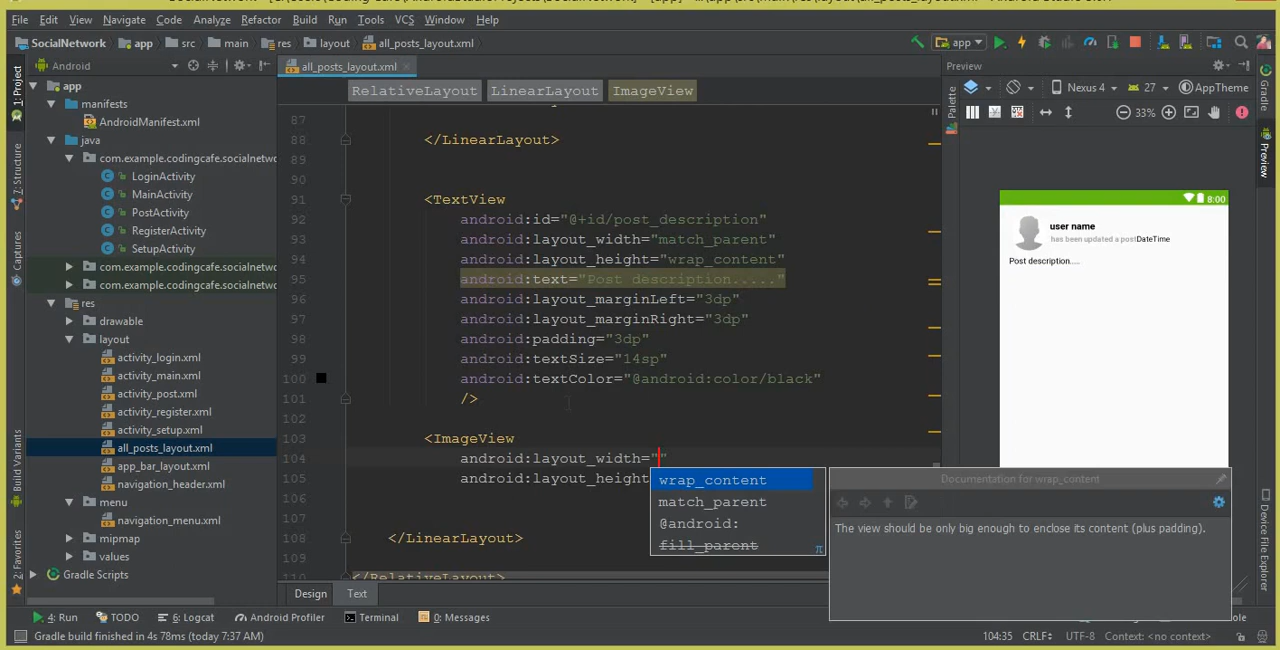 File Edit View Navigate Code Analyze Refactor Build Run Tools VCS Window Help
SocialNetwork app src main res layout all_posts_layout.xml
app
Android
all_posts_layout.xml
Preview
Nexus 4 27 AppTheme
33%
RelativeLayout LinearLayout ImageView
1: Project
7: Structure
Captures
Build Variants
2: Favorites
app
manifests
AndroidManifest.xml
java
com.example.codingcafe.socialnetwo
LoginActivity
MainActivity
PostActivity
RegisterActivity
SetupActivity
com.example.codingcafe.socialnetwo
com.example.codingcafe.socialnetwo
res
drawable
layout
activity_login.xml
activity_main.xml
activity_post.xml
activity_register.xml
activity_setup.xml
all_posts_layout.xml
app_bar_layout.xml
navigation_header.xml
menu
navigation_menu.xml
mipmap
values
Gradle Scripts
87
88 </LinearLayout>
89
90
91 <TextView
92 android:id="@+id/post_description"
93 android:layout_width="match_parent"
94 android:layout_height="wrap_content"
95 android:text="Post description....."
96 android:layout_marginLeft="3dp"
97 android:layout_marginRight="3dp"
98 android:padding="3dp"
99 android:textSize="14sp"
100 android:textColor="@android:color/black"
101 />
102
103 <ImageView
104 android:layout_width=""
105 android:layout_height
106
107
108 </LinearLayout>
109
110 </RelativeLayout>
wrap_content
match_parent
@android:
fill_parent
π
Documentation for wrap_content
The view should be only big enough to enclose its content (plus padding).
Palette
8:00
user name
has been updated a postDateTime
Post description.....
Gradle
Preview
Device File Explorer
Design Text
4: Run TODO 6: Logcat Android Profiler Terminal 0: Messages
Gradle build finished in 4s 78ms (today 7:37 AM)
104:35 CRLF UTF-8 Context: <no context>